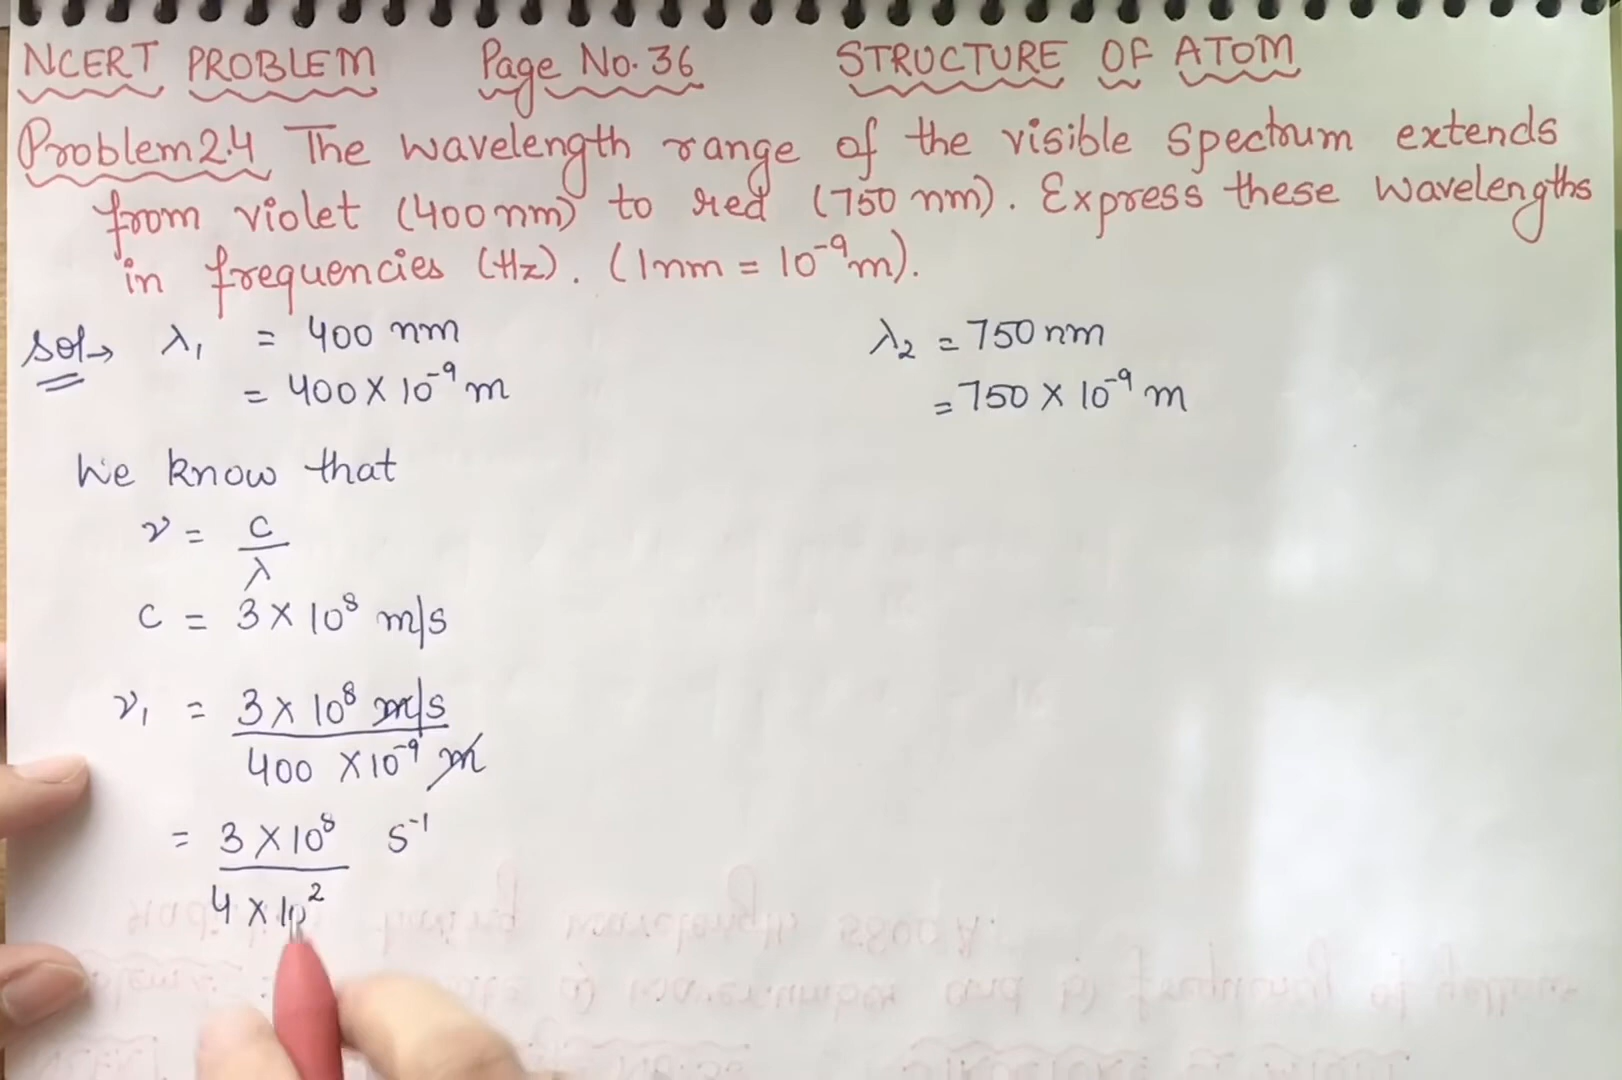 NCERT PROBLEM Page No. 36 STRUCTURE OF ATOM
Problem 2.4 The wavelength range of the visible spectrum extends
from violet (400 nm) to red (750 nm). Express these wavelengths
in frequencies (Hz). (1nm = 10⁻⁹m).
Sol→ λ₁ = 400 nm
= 400 × 10⁻⁹ m
λ₂ = 750 nm
= 750 × 10⁻⁹ m
We know that
ν = c/λ
c = 3 × 10⁸ m/s
ν₁ = 3 × 10⁸ m/s
400 × 10⁻⁹ m
= 3 × 10⁸ s⁻¹
4 × 10²